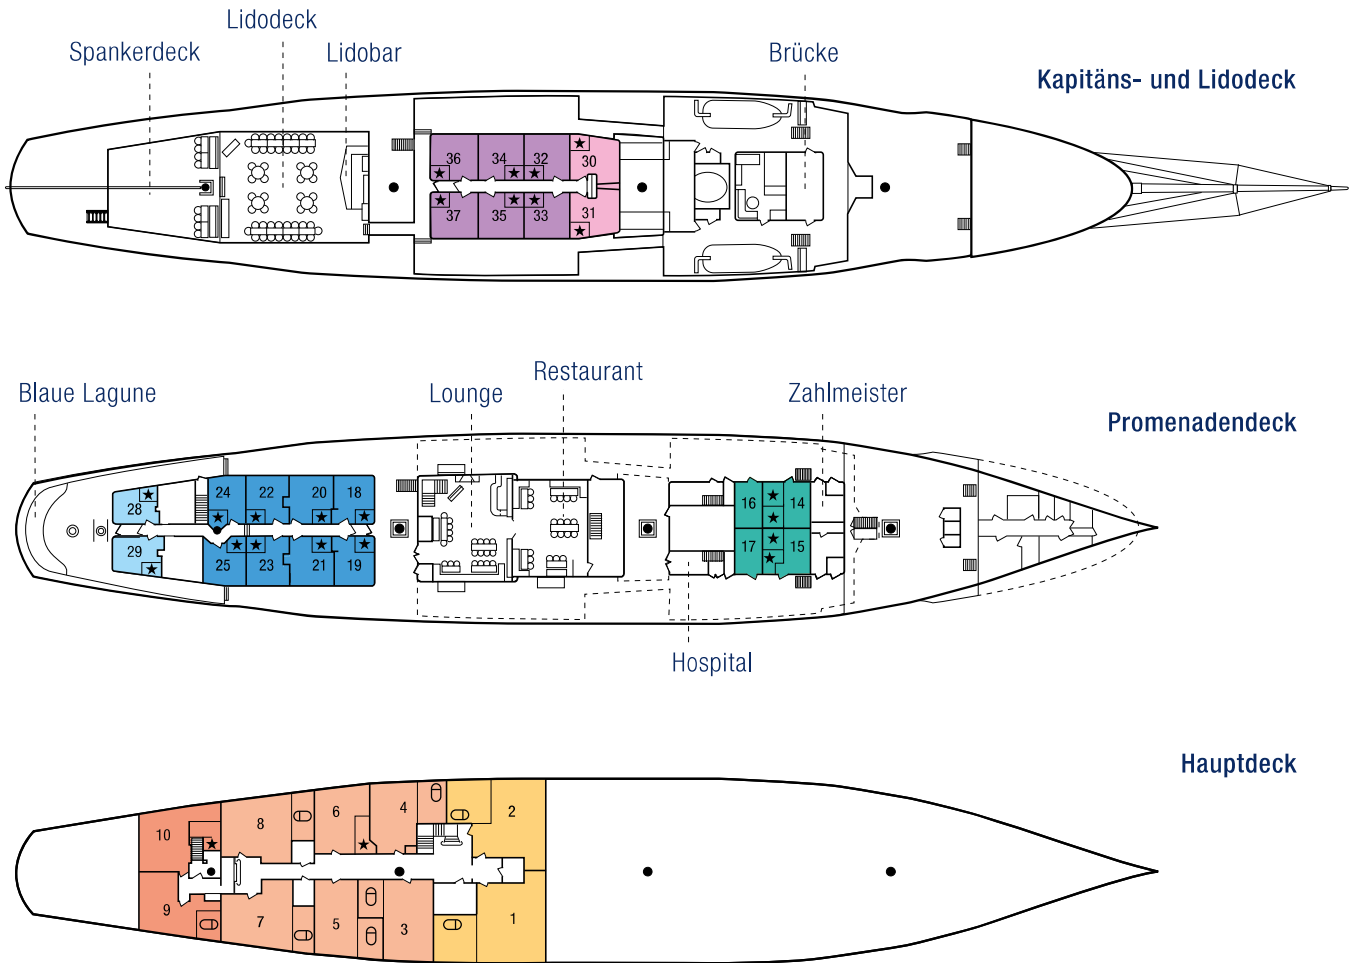 Lidodeck
Spankerdeck
Lidobar
Brücke
Kapitäns- und Lidodeck
36
34
32
30
37
35
33
31
Restaurant
Blaue Lagune
Lounge
Zahlmeister
Promenadendeck
28
24
22
20
18
16
14
29
25
23
21
19
17
15
Hospital
Hauptdeck
10
8
6
4
2
9
7
5
3
1